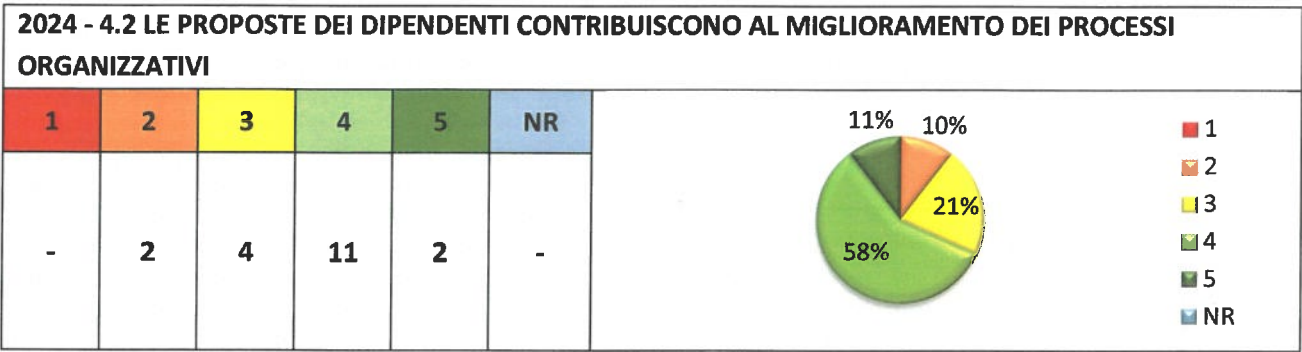 2024 - 4.2 LE PROPOSTE DEI DIPENDENTI CONTRIBUISCONO AL MIGLIORAMENTO DEI PROCESSI
ORGANIZZATIVI
1 2 3 4 5 NR
- 2 4 11 2 -
11% 10%
21%
58%
1
2
3
4
5
NR